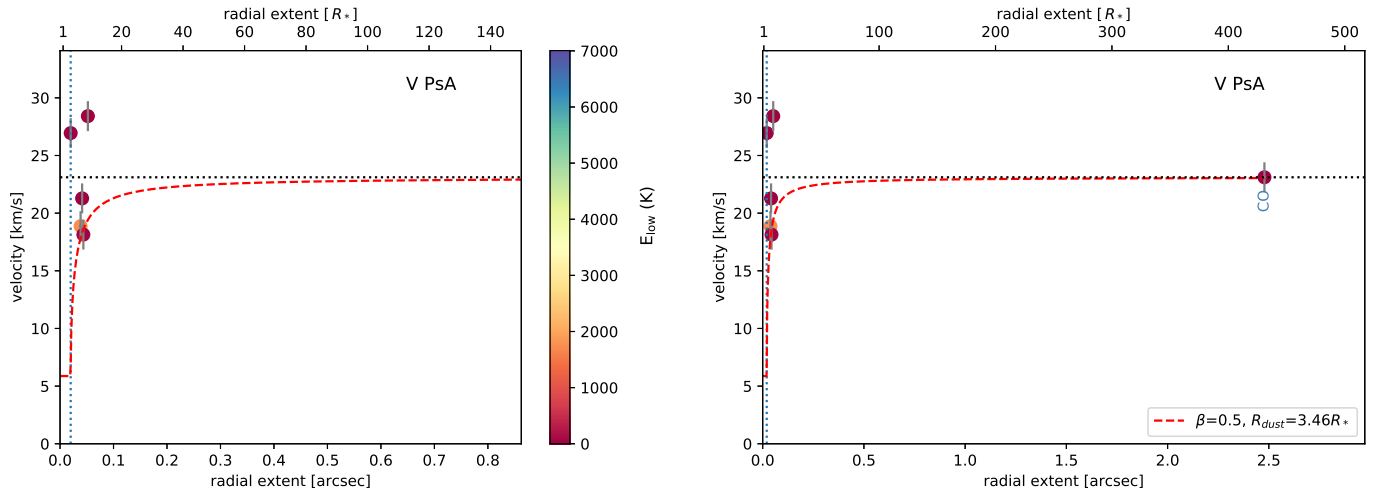 radial extent [R*]
1 20 40 60 80 100 120 140
V PsA
30
25
20
15
10
5
0
velocity [km/s]
0.0 0.1 0.2 0.3 0.4 0.5 0.6 0.7 0.8
radial extent [arcsec]
7000
6000
5000
4000
3000
2000
1000
0
E_low (K)
radial extent [R*]
1 100 200 300 400 500
V PsA
30
25
20
15
10
5
0
velocity [km/s]
CO
β=0.5, R_dust=3.46R*
0.0 0.5 1.0 1.5 2.0 2.5
radial extent [arcsec]